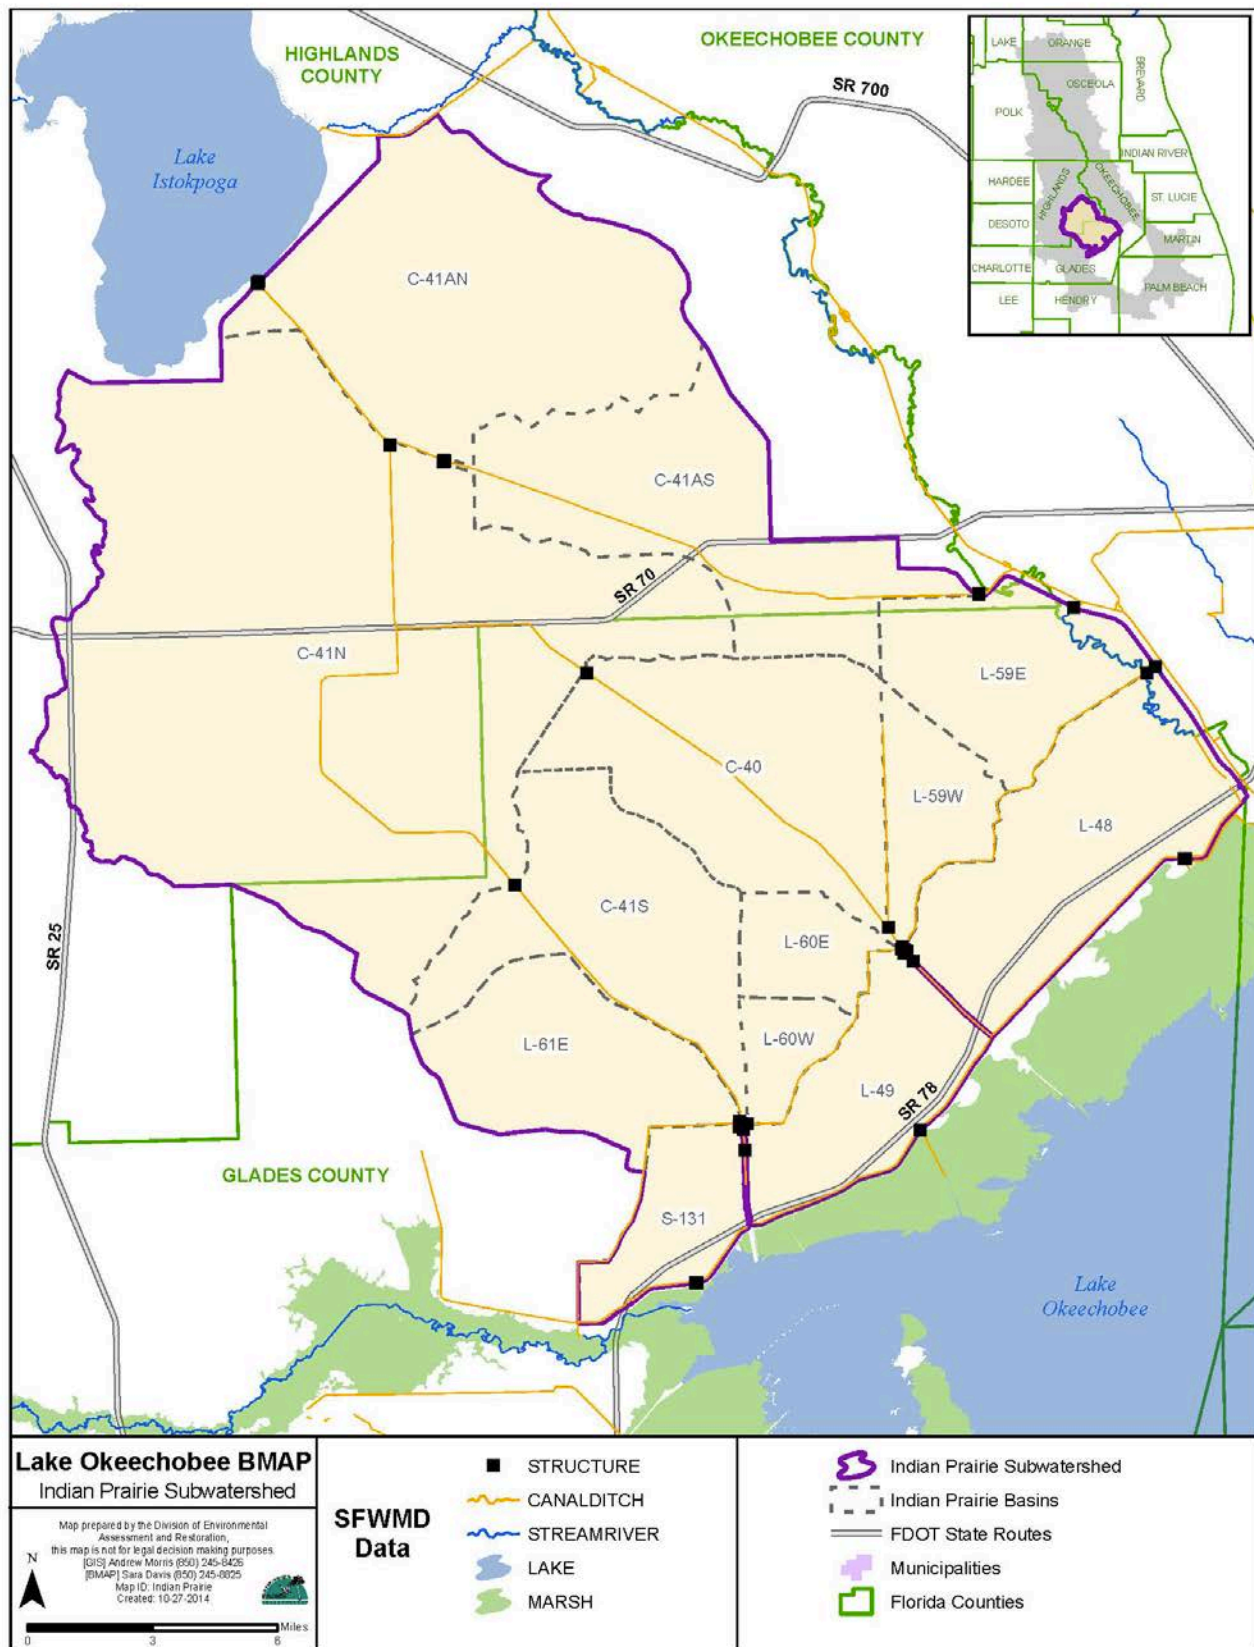 HIGHLANDS
COUNTY
OKEECHOBEE COUNTY
SR 700
LAKE
ORANGE
BREVARD
OSCEOLA
POLK
INDIAN RIVER
HARDEE
HIGHLANDS
OKEECHOBEE
ST. LUCIE
DESOTO
MARTIN
CHARLOTTE
GLADES
PALM BEACH
LEE
HENDRY
Lake
Istokpoga
C-41AN
C-41AS
SR 70
C-41N
L-59E
C-40
L-59W
L-48
C-41S
L-60E
SR 25
L-61E
L-60W
L-49
SR 78
GLADES COUNTY
S-131
Lake
Okeechobee
Lake Okeechobee BMAP
Indian Prairie Subwatershed
Map prepared by the Division of Environmental
Assessment and Restoration,
this map is not for legal decision making purposes.
[GIS] Andrew Morris (850) 245-8426
[BMAP] Sara Davis (850) 245-8825
Map ID: Indian Prairie
Created: 10-27-2014
N
Miles
0 3 6
SFWMD
Data
STRUCTURE
CANALDITCH
STREAMRIVER
LAKE
MARSH
Indian Prairie Subwatershed
Indian Prairie Basins
FDOT State Routes
Municipalities
Florida Counties